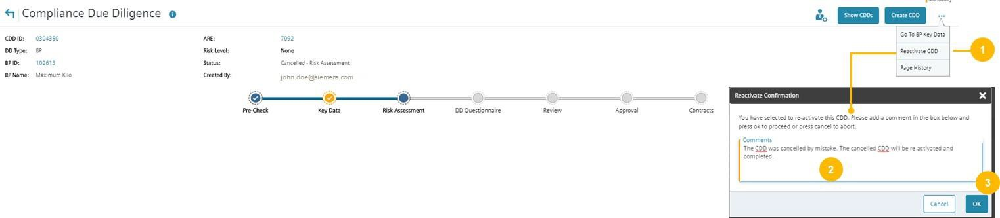 Mandatory
Compliance Due Diligence i
Show CDDs
Create CDD
...
CDD ID: 0304350
DD Type: BP
BP ID: 102613
BP Name: Maximum Kilo
ARE: 7092
Risk Level: None
Status: Cancelled - Risk Assessment
Created By: john.doe@siemens.com
Go To BP Key Data
Reactivate CDD
Page History
1
Pre-Check
Key Data
Risk Assessment
DD Questionnaire
Review
Approval
Contracts
Reactivate Confirmation
You have selected to re-activate this CDD. Please add a comment in the box below and
press ok to proceed or press cancel to abort.
Comments
The CDD was cancelled by mistake. The cancelled CDD will be re-activated and
completed.
2
3
Cancel
OK